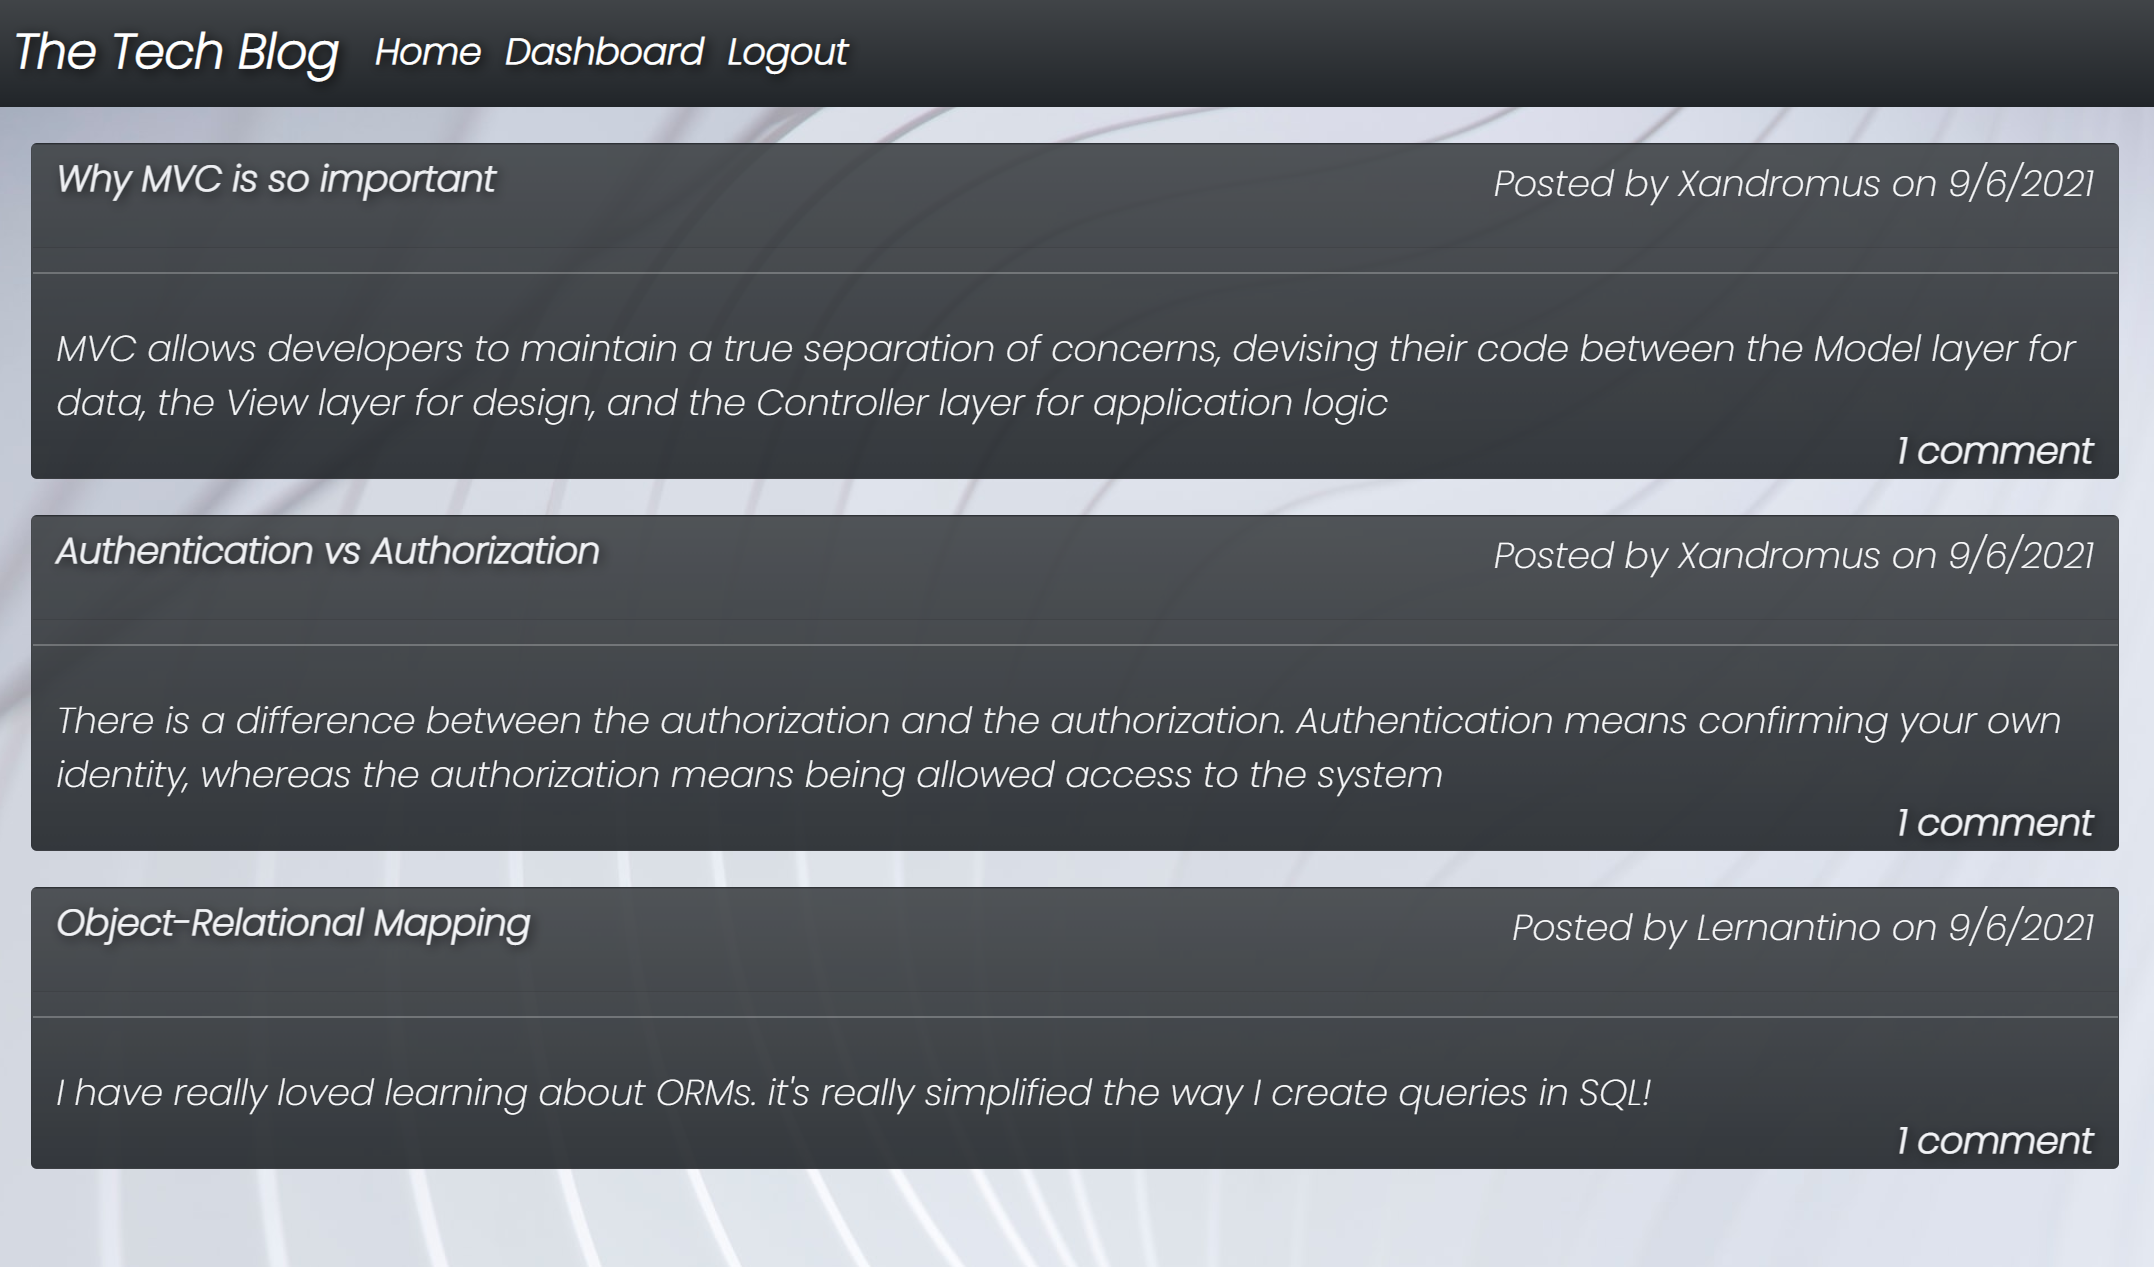 The Tech Blog Home Dashboard Logout
Why MVC is so important
Posted by Xandromus on 9/6/2021
MVC allows developers to maintain a true separation of concerns, devising their code between the Model layer for
data, the View layer for design, and the Controller layer for application logic
1 comment
Authentication vs Authorization
Posted by Xandromus on 9/6/2021
There is a difference between the authorization and the authorization. Authentication means confirming your own
identity, whereas the authorization means being allowed access to the system
1 comment
Object-Relational Mapping
Posted by Lernantino on 9/6/2021
I have really loved learning about ORMs. it's really simplified the way I create queries in SQL!
1 comment